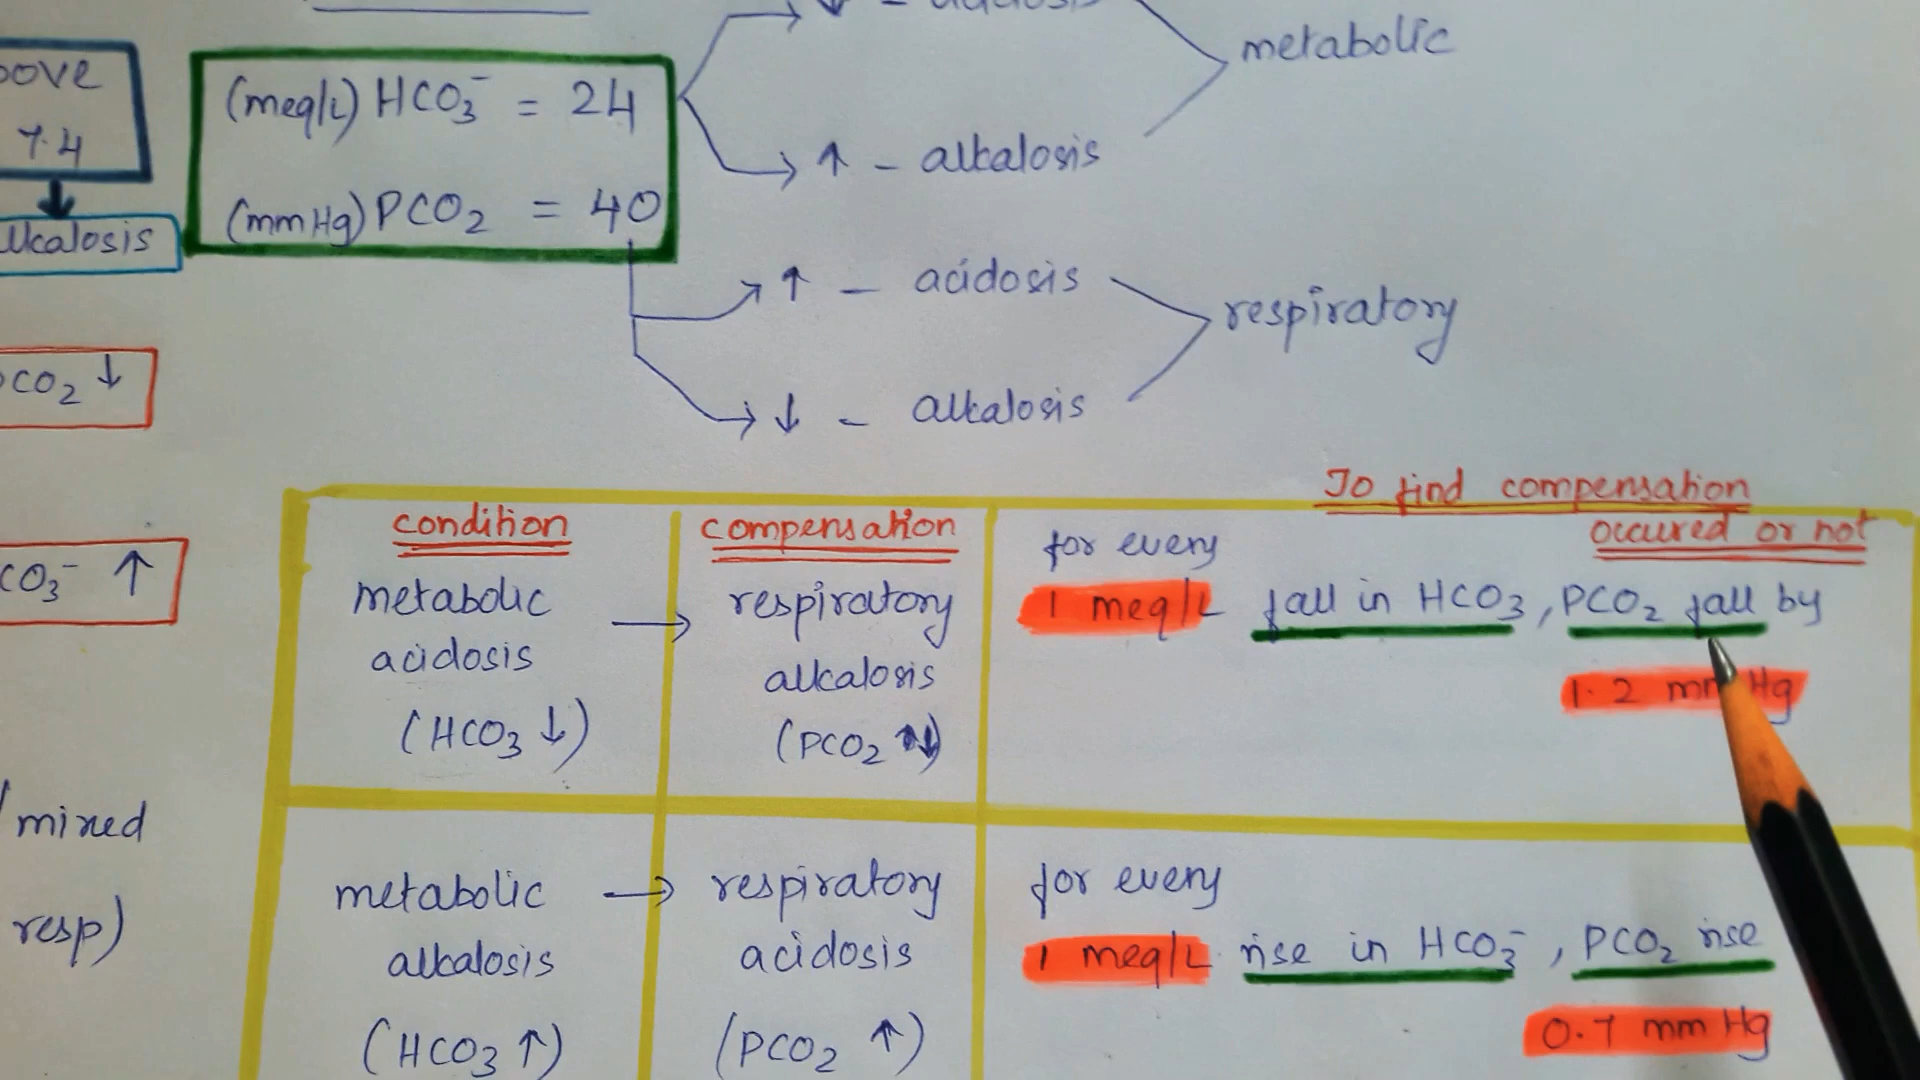 ↓ - acidosis
metabolic
7.4
(meq/L) HCO3⁻ = 24
↑ - alkalosis
(mmHg) PCO2 = 40
↑ - acidosis
respiratory
↓ - alkalosis
CO2 ↓
CO3⁻ ↑
mixed
resp)
To find compensation
occured or not
condition
compensation
metabolic
acidosis
(HCO3 ↓)
→ respiratory
alkalosis
(PCO2 ↓)
for every
1 meq/L fall in HCO3, PCO2 fall by
1.2 mm Hg
metabolic
alkalosis
(HCO3 ↑)
→ respiratory
acidosis
(PCO2 ↑)
for every
1 meq/L rise in HCO3⁻, PCO2 rise
0.7 mm Hg